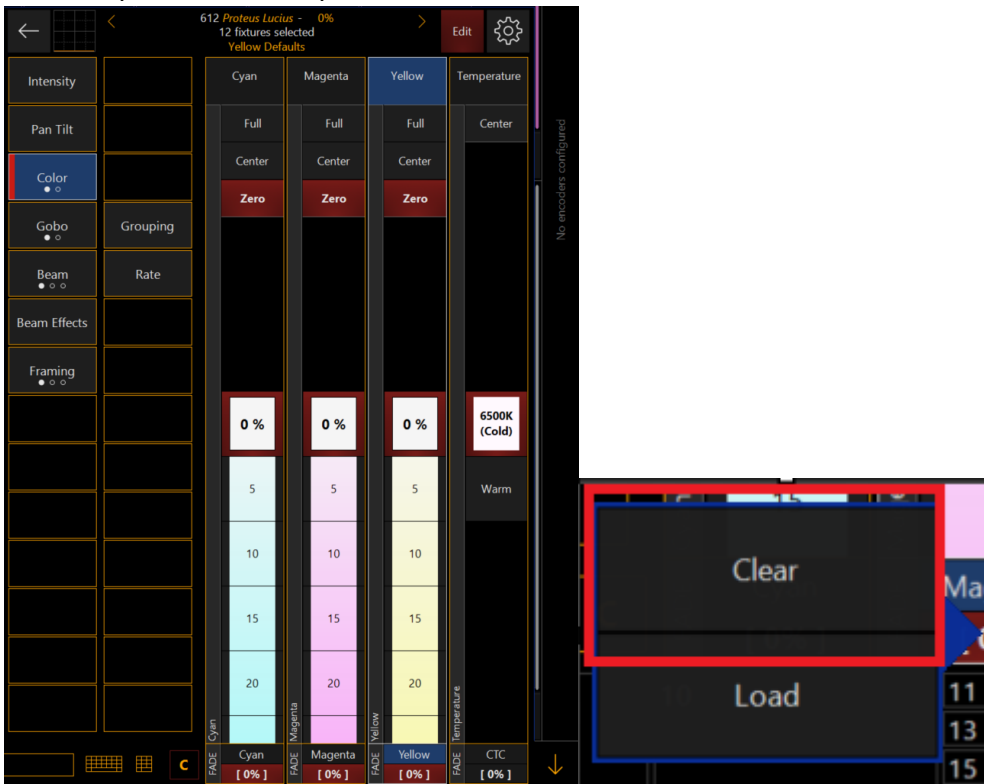 612 Proteus Lucius - 0%
12 fixtures selected
Yellow Defaults
Edit
Intensity
Pan Tilt
Color
Gobo
Beam
Beam Effects
Framing
Grouping
Rate
Cyan Magenta Yellow Temperature
Full Full Full Center
Center Center Center
Zero Zero Zero
0 % 0 % 0 % 6500K
(Cold)
5 5 5 Warm
10 10 10
15 15 15
20 20 20
Cyan Magenta Yellow Temperature
FADE Cyan FADE Magenta FADE Yellow FADE CTC
[ 0% ] [ 0% ] [ 0% ] [ 0% ]
C
No encoders configured
15
Clear
Ma
Load
11
13
15